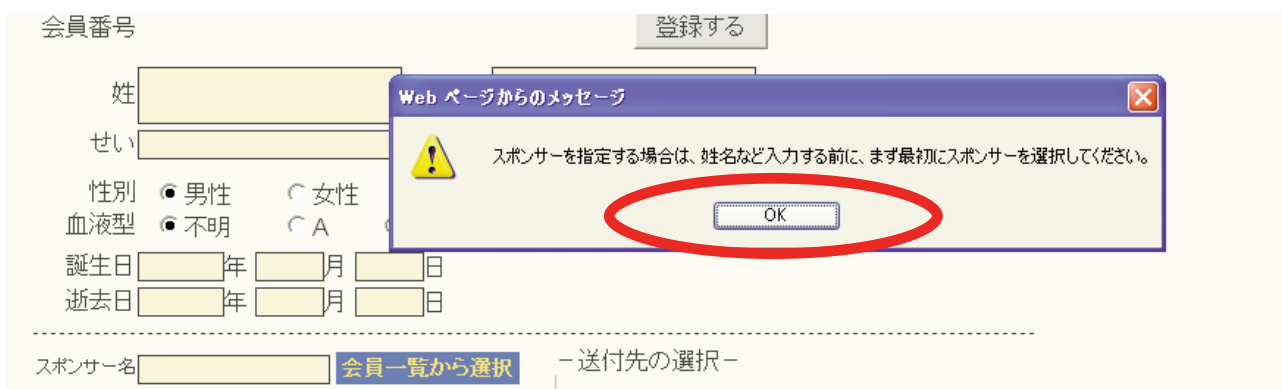 会員番号 登録する
姓
Web ページからのメッセージ
せい
スポンサーを指定する場合は、姓名など入力する前に、まず最初にスポンサーを選択してください。
OK
性別 男性 女性
血液型 不明 A
誕生日 年 月 日
逝去日 年 月 日
スポンサー名 会員一覧から選択 －送付先の選択－